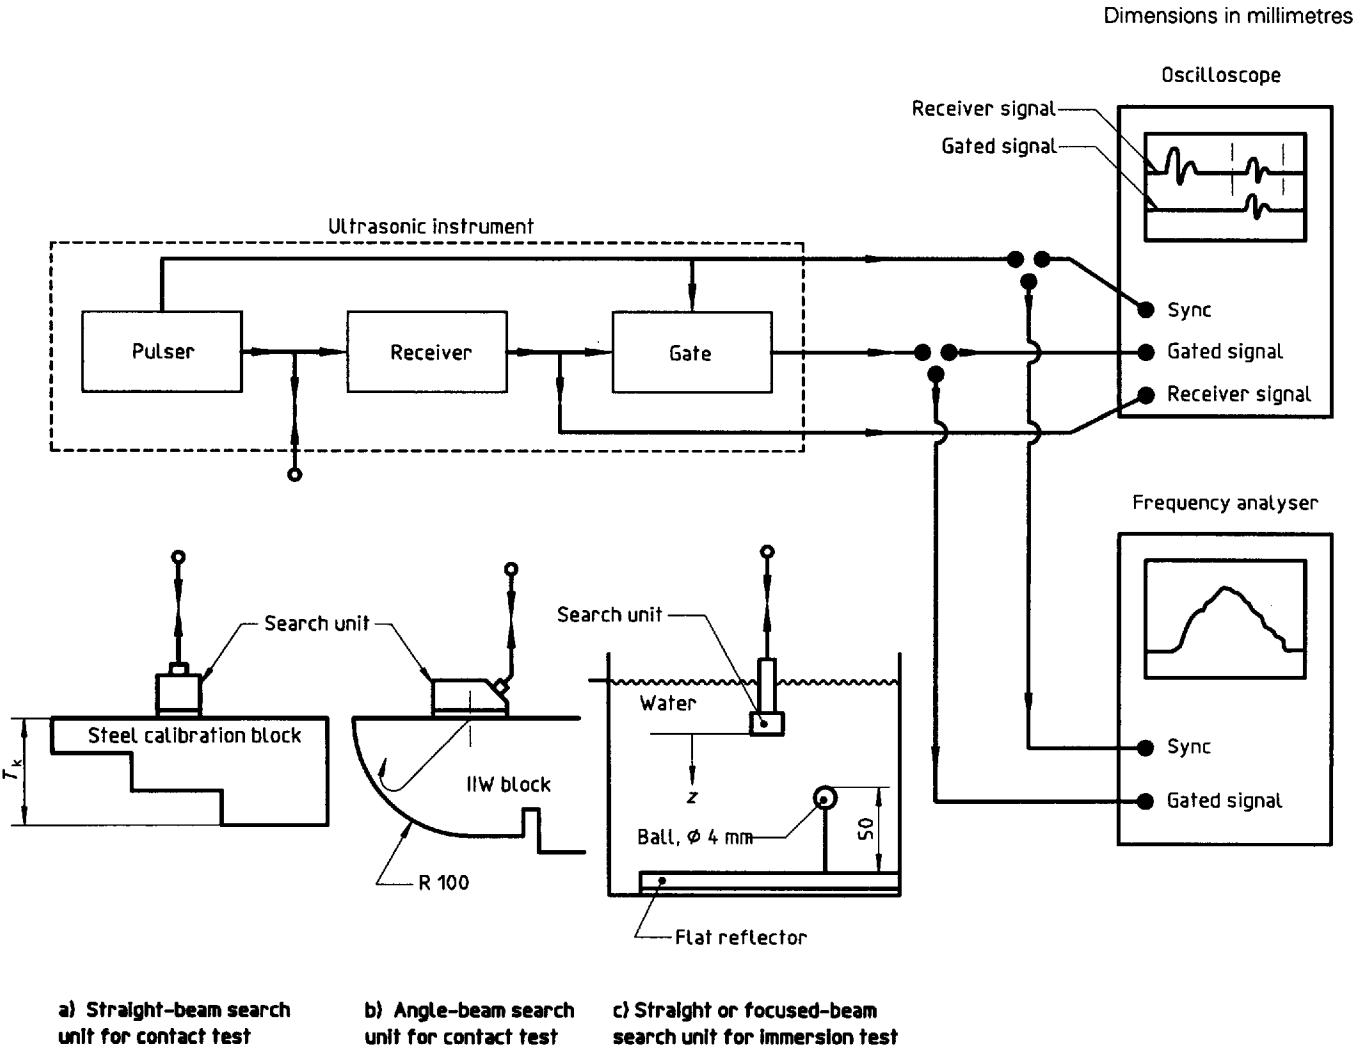 Dimensions in millimetres
Oscilloscope
Receiver signal
Gated signal
Ultrasonic instrument
Pulser
Receiver
Gate
Sync
Gated signal
Receiver signal
Frequency analyser
Search unit
Search unit
Water
Steel calibration block
Tk
IIW block
z
Ball, Ø 4 mm
50
R 100
Flat reflector
Sync
Gated signal
a) Straight-beam search
unit for contact test
b) Angle-beam search
unit for contact test
c) Straight or focused-beam
search unit for immersion test